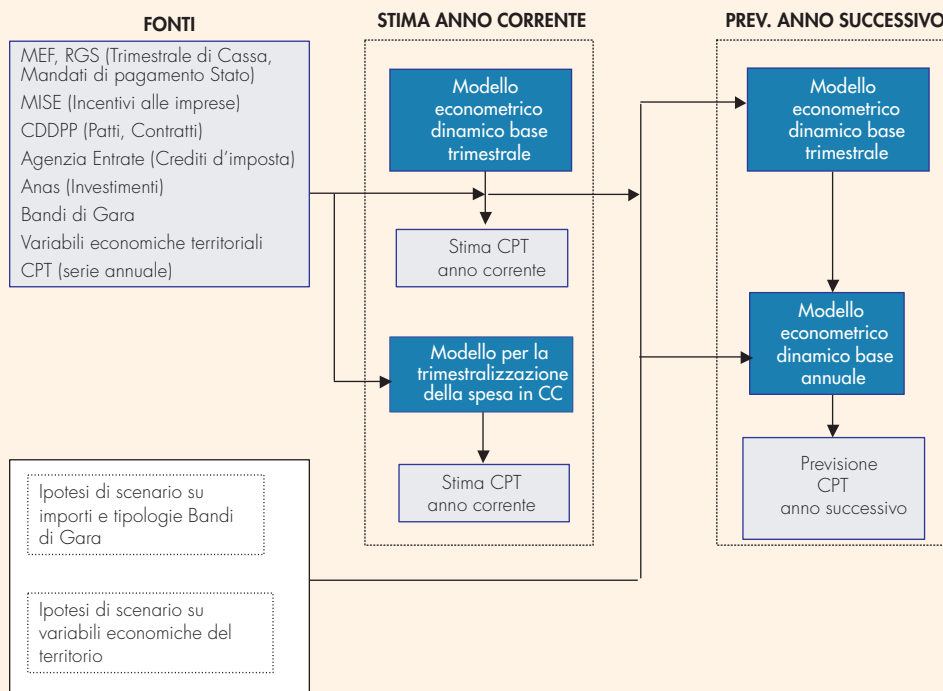 FONTI
MEF, RGS (Trimestrale di Cassa,
Mandati di pagamento Stato)
MISE (Incentivi alle imprese)
CDDPP (Patti, Contratti)
Agenzia Entrate (Crediti d'imposta)
Anas (Investimenti)
Bandi di Gara
Variabili economiche territoriali
CPT (serie annuale)
Ipotesi di scenario su
importi e tipologie Bandi
di Gara
Ipotesi di scenario su
variabili economiche del
territorio
STIMA ANNO CORRENTE
Modello
econometrico
dinamico base
trimestrale
Stima CPT
anno corrente
Modello per la
trimestralizzazione
della spesa in CC
Stima CPT
anno corrente
PREV. ANNO SUCCESSIVO
Modello
econometrico
dinamico base
trimestrale
Modello
econometrico
dinamico base
annuale
Previsione
CPT
anno successivo